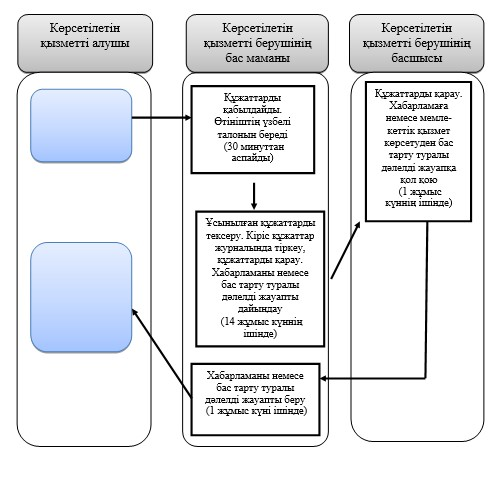 Көрсетілетін
қызметті алушы
Көрсетілетін
қызметті берушінің
бас маманы
Көрсетілетін
қызметті берушінің
басшысы
Құжаттарды
қабылдайды.
Өтініштің үзбелі
талонын береді
(30 минуттан
аспайды)
Ұсынылған құжаттарды
тексеру. Кіріс құжаттар
журналында тіркеу,
құжаттарды қарау.
Хабарламаны немесе
бас тарту туралы
дәлелді жауапты
дайындау
(14 жұмыс күннің
ішінде)
Хабарламаны немесе
бас тарту туралы
дәлелді жауапты беру
(1 жұмыс күні ішінде)
Құжаттарды қарау.
Хабарламаға
немесе мемле-
кеттік қызмет
көрсетуден бас
тарту туралы
дәлелді жауапқа
қол қою
(1 жұмыс
күннің ішінде)